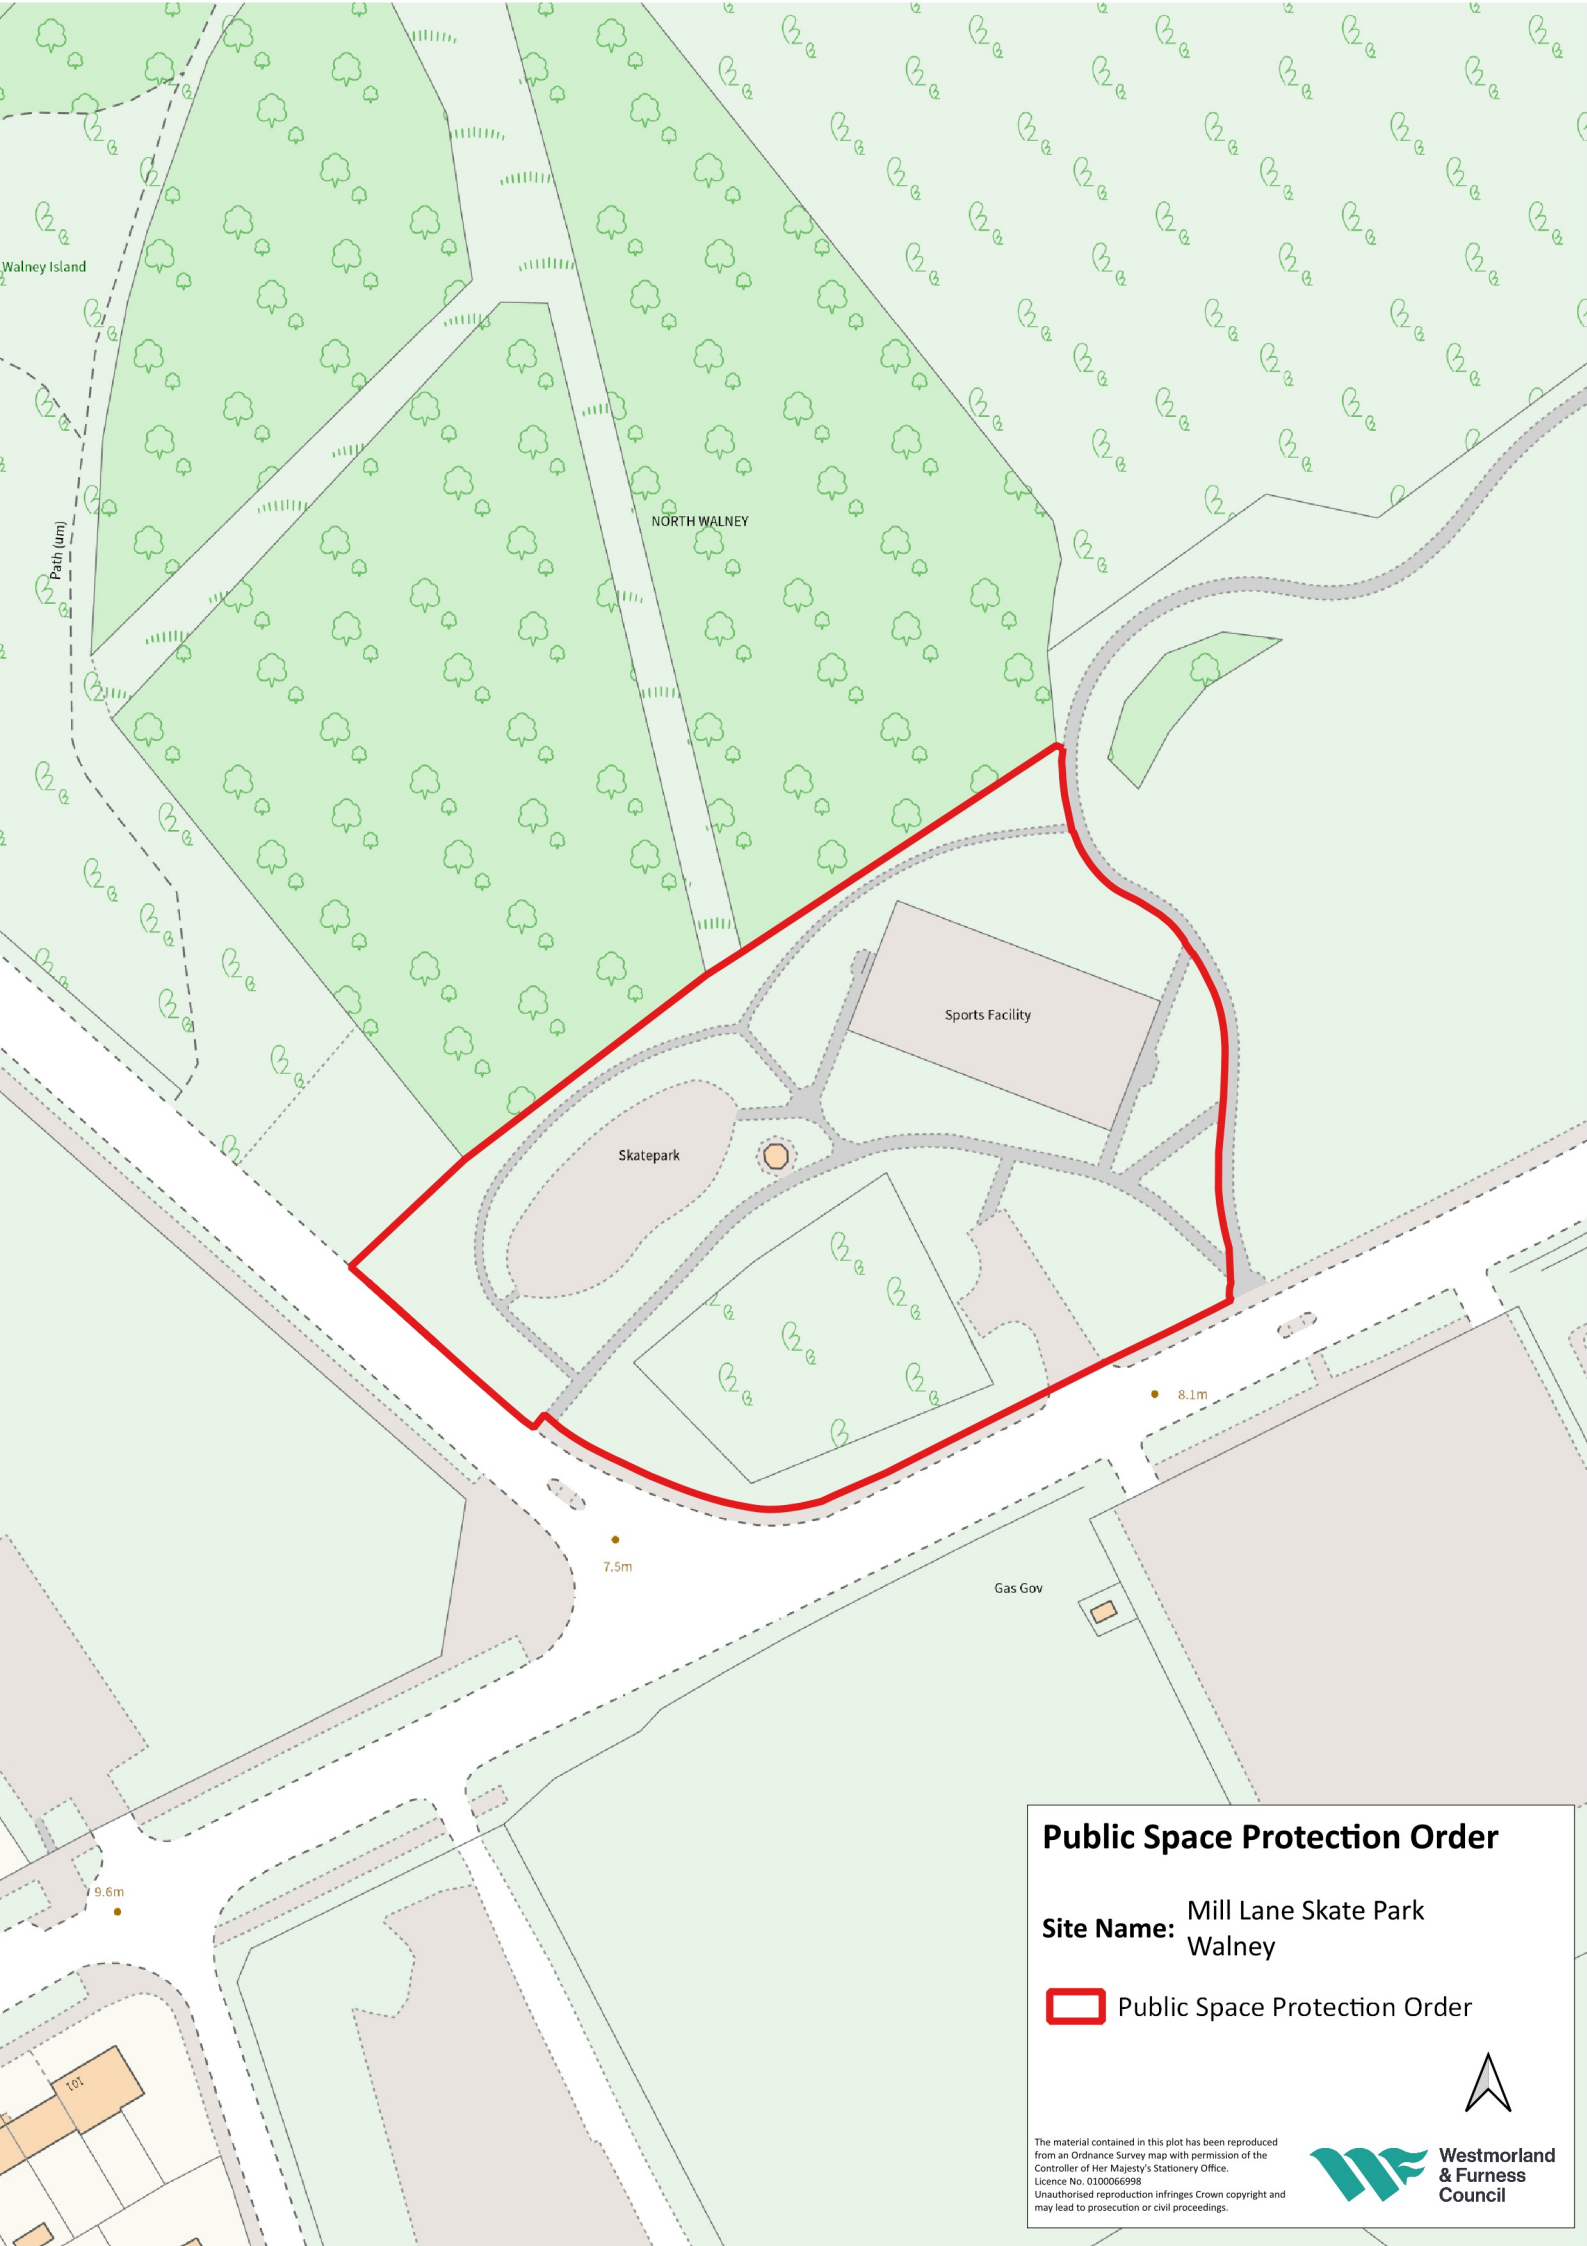 Walney Island
NORTH WALNEY
Path (um)
Sports Facility
Skatepark
8.1m
7.5m
Gas Gov
9.6m
101
Public Space Protection Order
Site Name: Mill Lane Skate Park
Walney
Public Space Protection Order
The material contained in this plot has been reproduced
from an Ordnance Survey map with permission of the
Controller of Her Majesty's Stationery Office.
Licence No. 0100066998
Unauthorised reproduction infringes Crown copyright and
may lead to prosecution or civil proceedings.
Westmorland
& Furness
Council